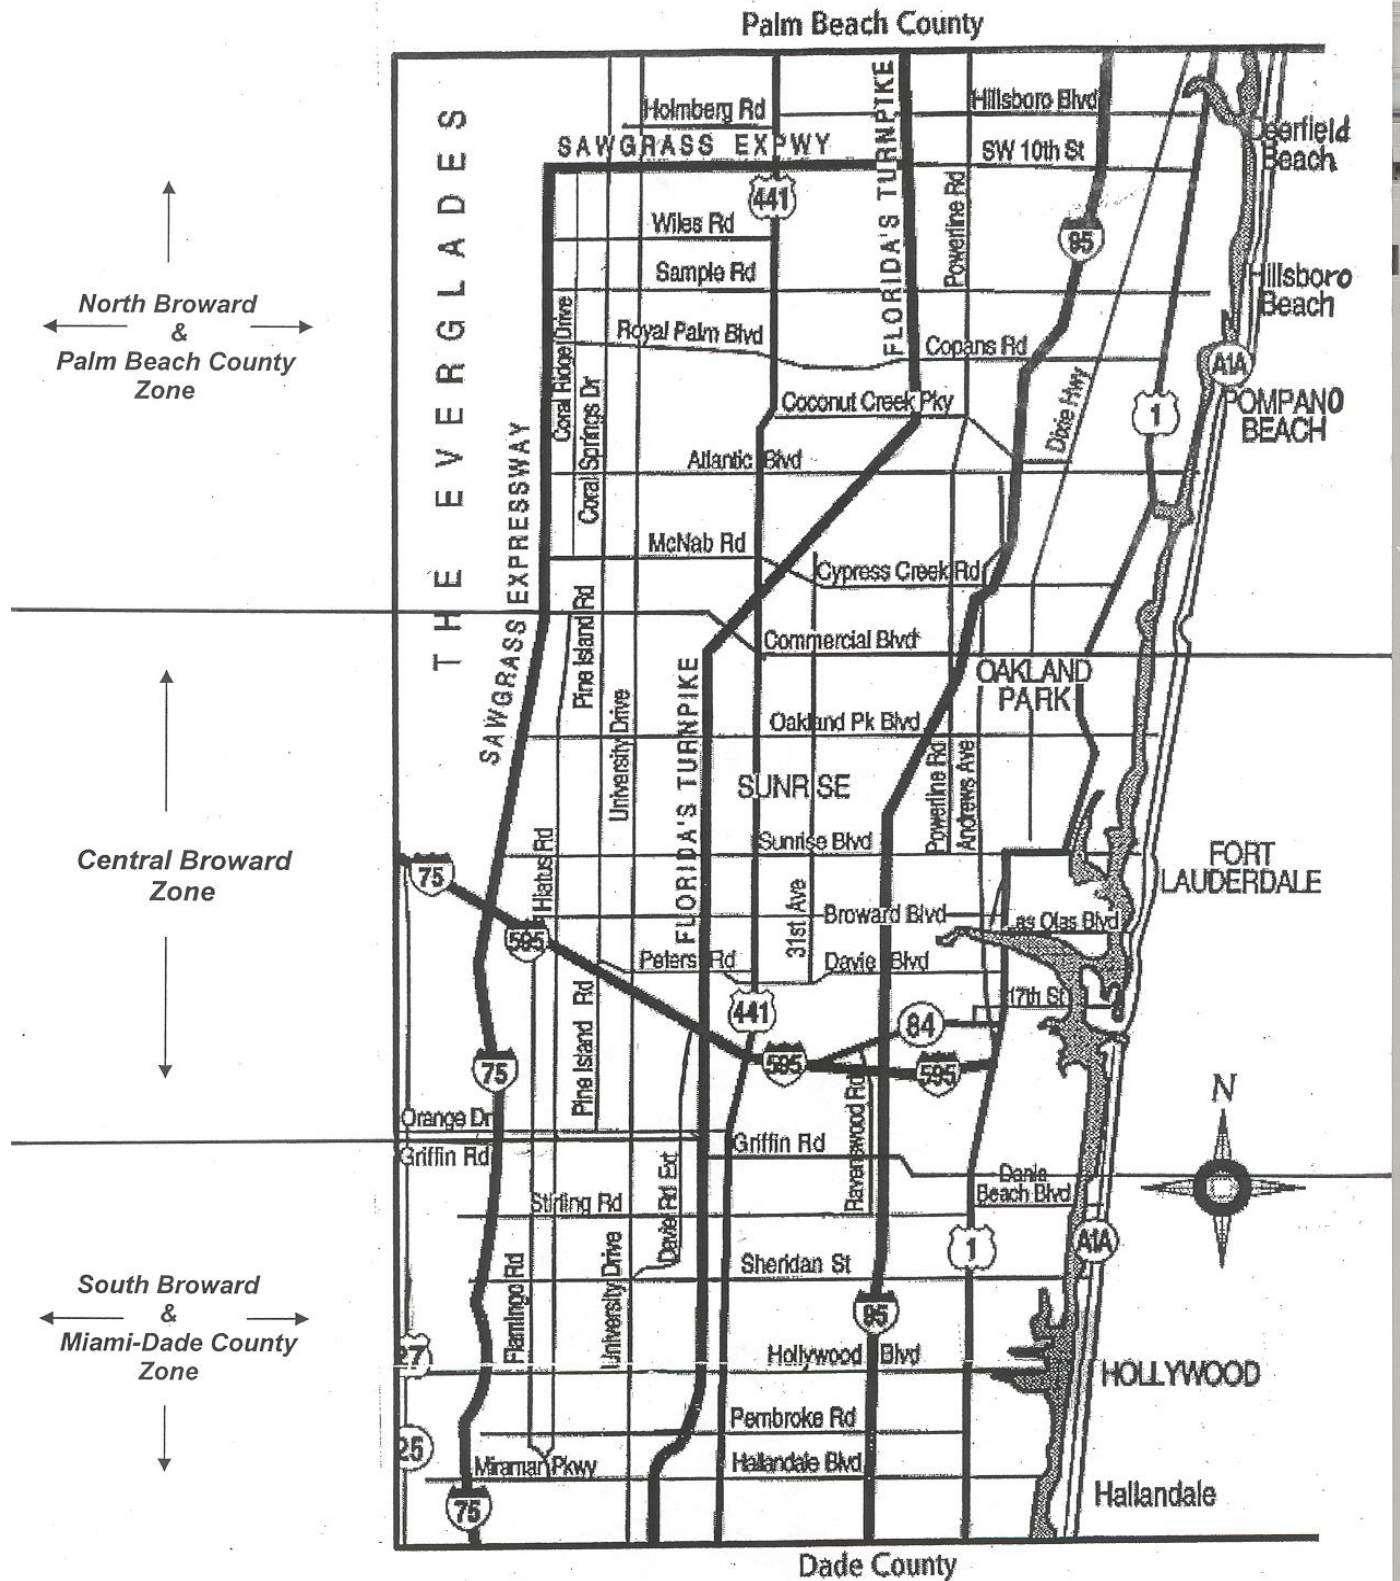 Palm Beach County
THE EVERGLADES
Holmberg Rd
FLORIDA'S TURNPIKE
Hillsboro Blvd
Deerfield
Beach
SAWGRASS EXPWY
SW 10th St
441
Powerline Rd
Wiles Rd
95
Sample Rd
Hillsboro
Beach
North Broward
&
Palm Beach County
Zone
Coral Ridge Drive
Royal Palm Blvd
Copans Rd
A1A
Coral Springs Dr
Coconut Creek Pky
Dixie Hwy
1
POMPANO
BEACH
SAWGRASS EXPRESSWAY
Atlantic Blvd
McNab Rd
Cypress Creek Rd
Pine Island Rd
Commercial Blvd
OAKLAND
PARK
University Drive
FLORIDA'S TURNPIKE
Oakland Pk Blvd
SUNRISE
Powerline Rd
Andrews Ave
Central Broward
Zone
Sunrise Blvd
FORT
LAUDERDALE
75
Hiatus Rd
31st Ave
Broward Blvd
as Olas Blvd
595
Peters Rd
Davie Blvd
Pine Island Rd
441
17th St
84
75
595
595
N
Ravenswood Rd
Orange Dr
Griffin Rd
Griffin Rd
Dania
Beach Blvd
Davie Rd Ext
Stirling Rd
1
A1A
University Drive
Flamingo Rd
Sheridan St
South Broward
&
Miami-Dade County
Zone
95
27
Hollywood Blvd
HOLLYWOOD
Pembroke Rd
25
Miramar Pkwy
Hallandale Blvd
75
Hallandale
Dade County